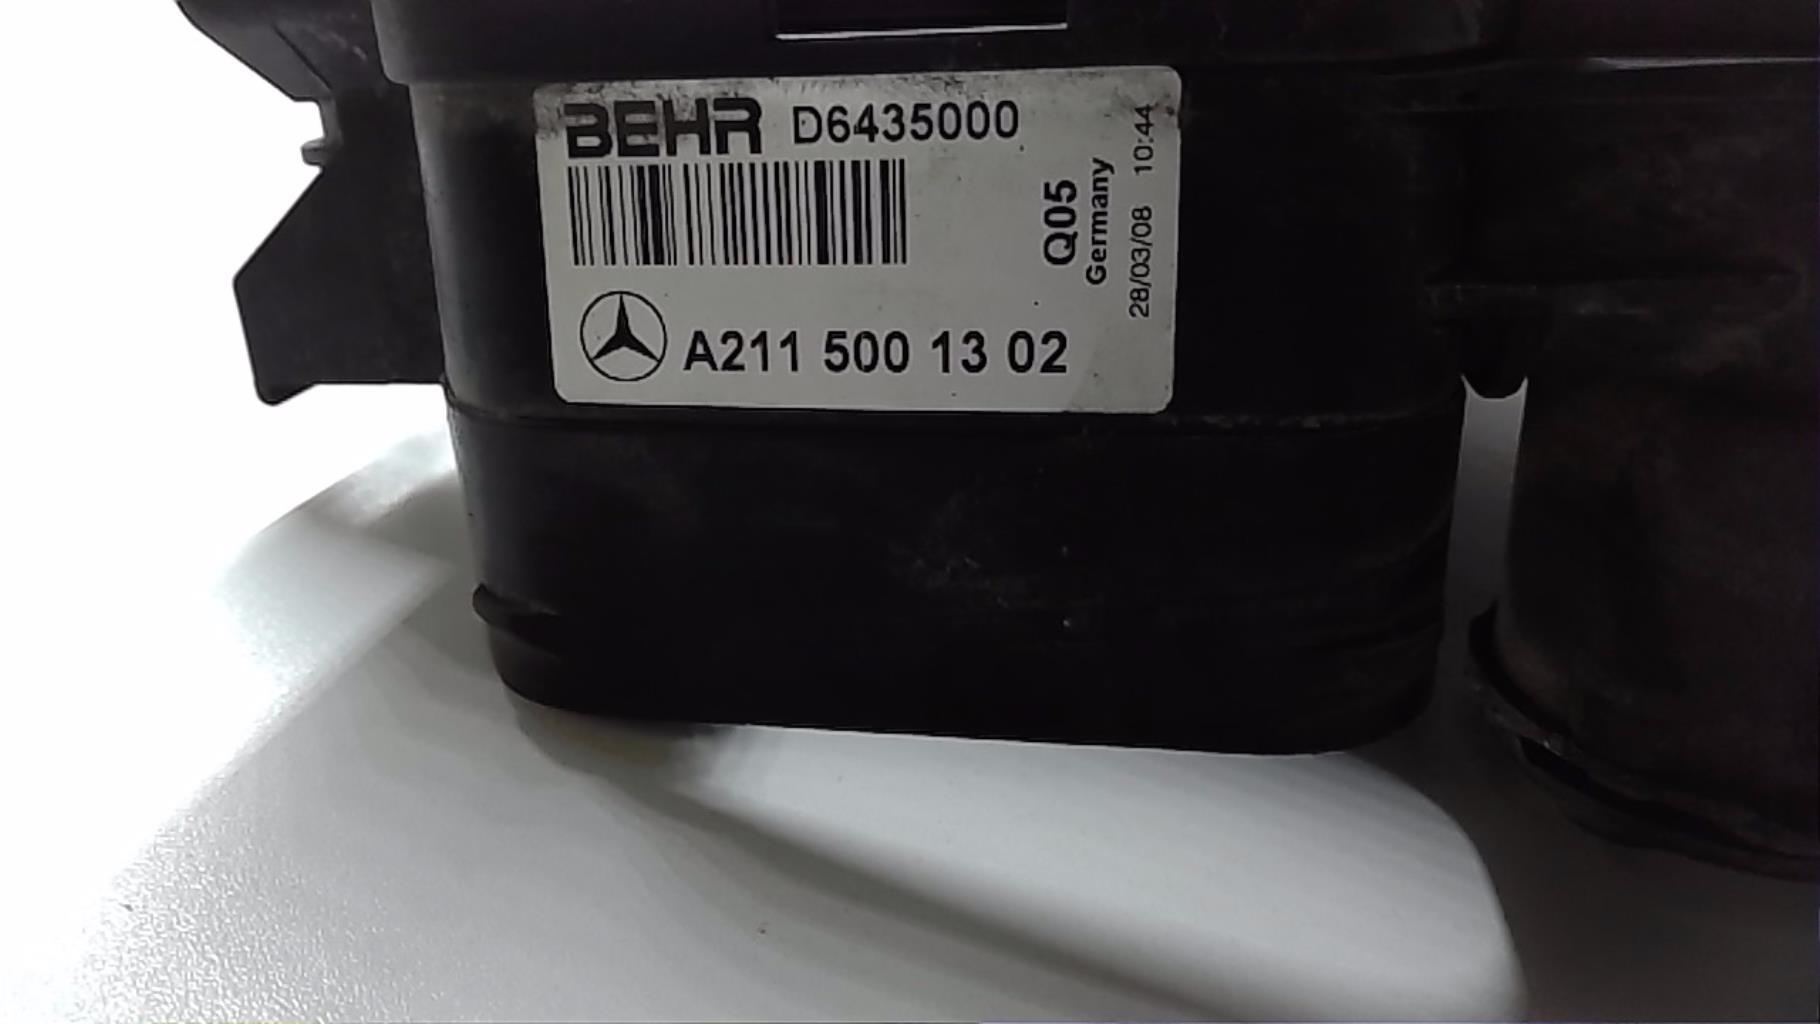 BEHR D6435000
A211 500 13 02
Q05
Germany
28/03/08 10:44